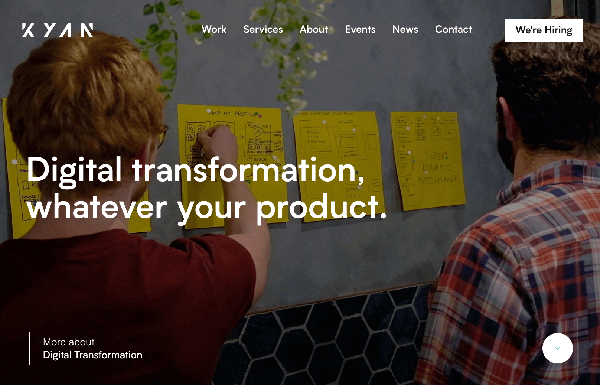 KYAN
Work Services About Events News Contact We're Hiring
Digital transformation,
whatever your product.
More about
Digital Transformation